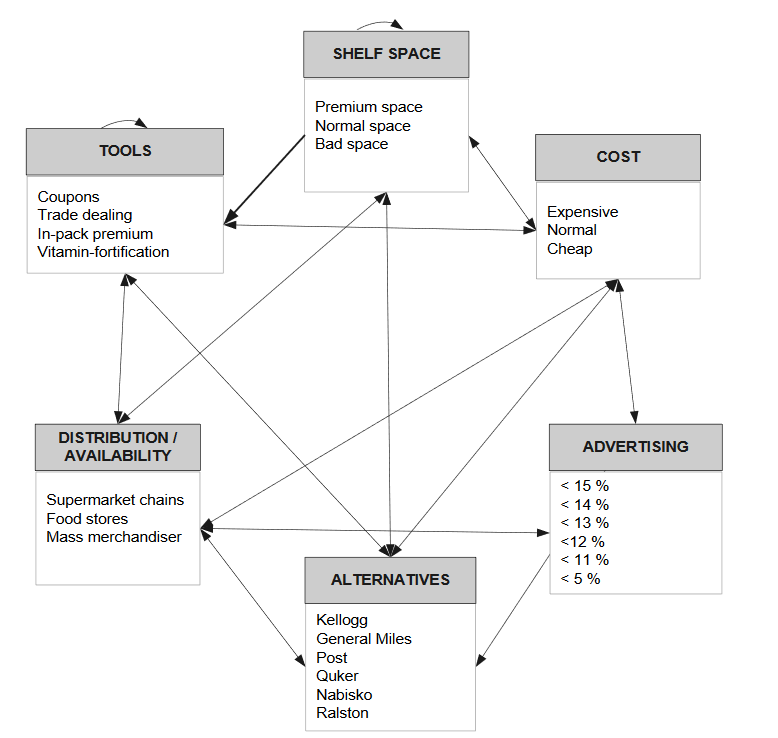 SHELF SPACE
Premium space
Normal space
Bad space
TOOLS
Coupons
Trade dealing
In-pack premium
Vitamin-fortification
COST
Expensive
Normal
Cheap
DISTRIBUTION /
AVAILABILITY
Supermarket chains
Food stores
Mass merchandiser
ADVERTISING
< 15 %
< 14 %
< 13 %
<12 %
< 11 %
< 5 %
ALTERNATIVES
Kellogg
General Miles
Post
Quker
Nabisko
Ralston